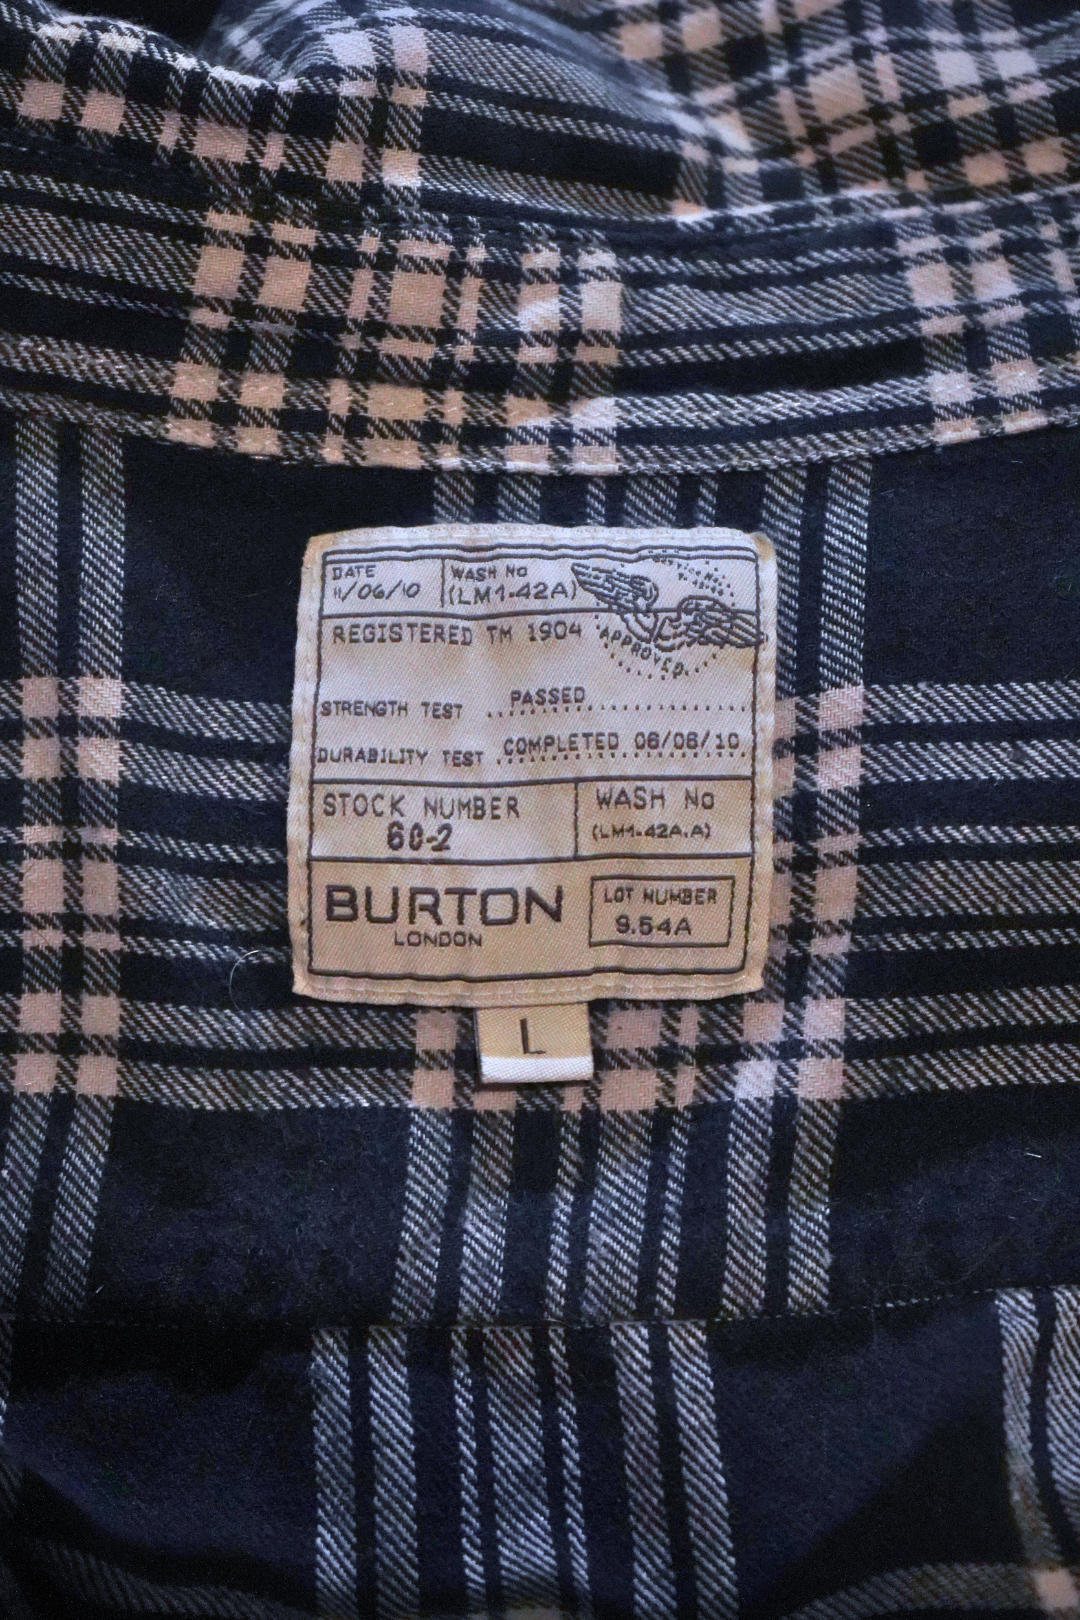 DATE
11/06/10
WASH No
(LM1-42A)
APPROVED
REGISTERED TM 1904
STRENGTH TEST PASSED
DURABILITY TEST COMPLETED 06/06/10
STOCK NUMBER
60-2
WASH No
(LM1-42A.A)
BURTON
LONDON
LOT NUMBER
9.54A
L